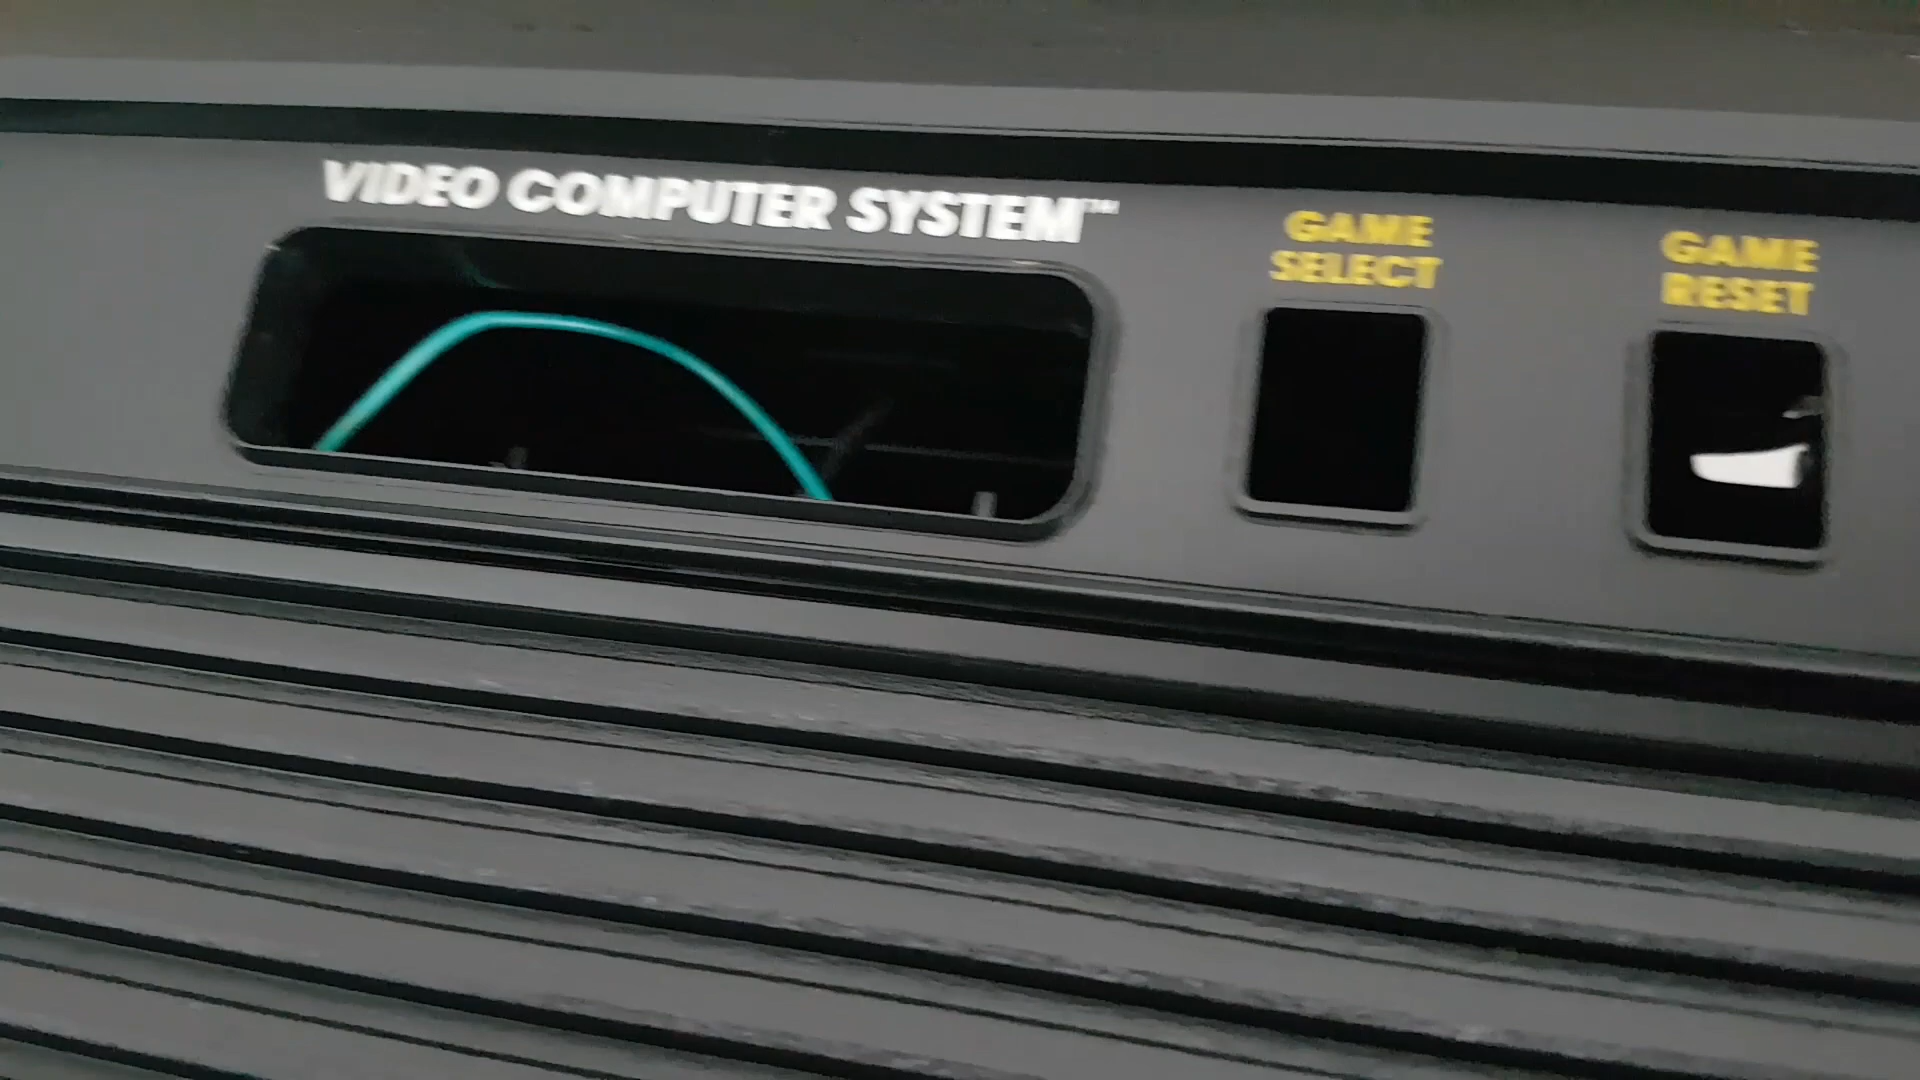 VIDEO COMPUTER SYSTEM™
GAME
SELECT
GAME
RESET